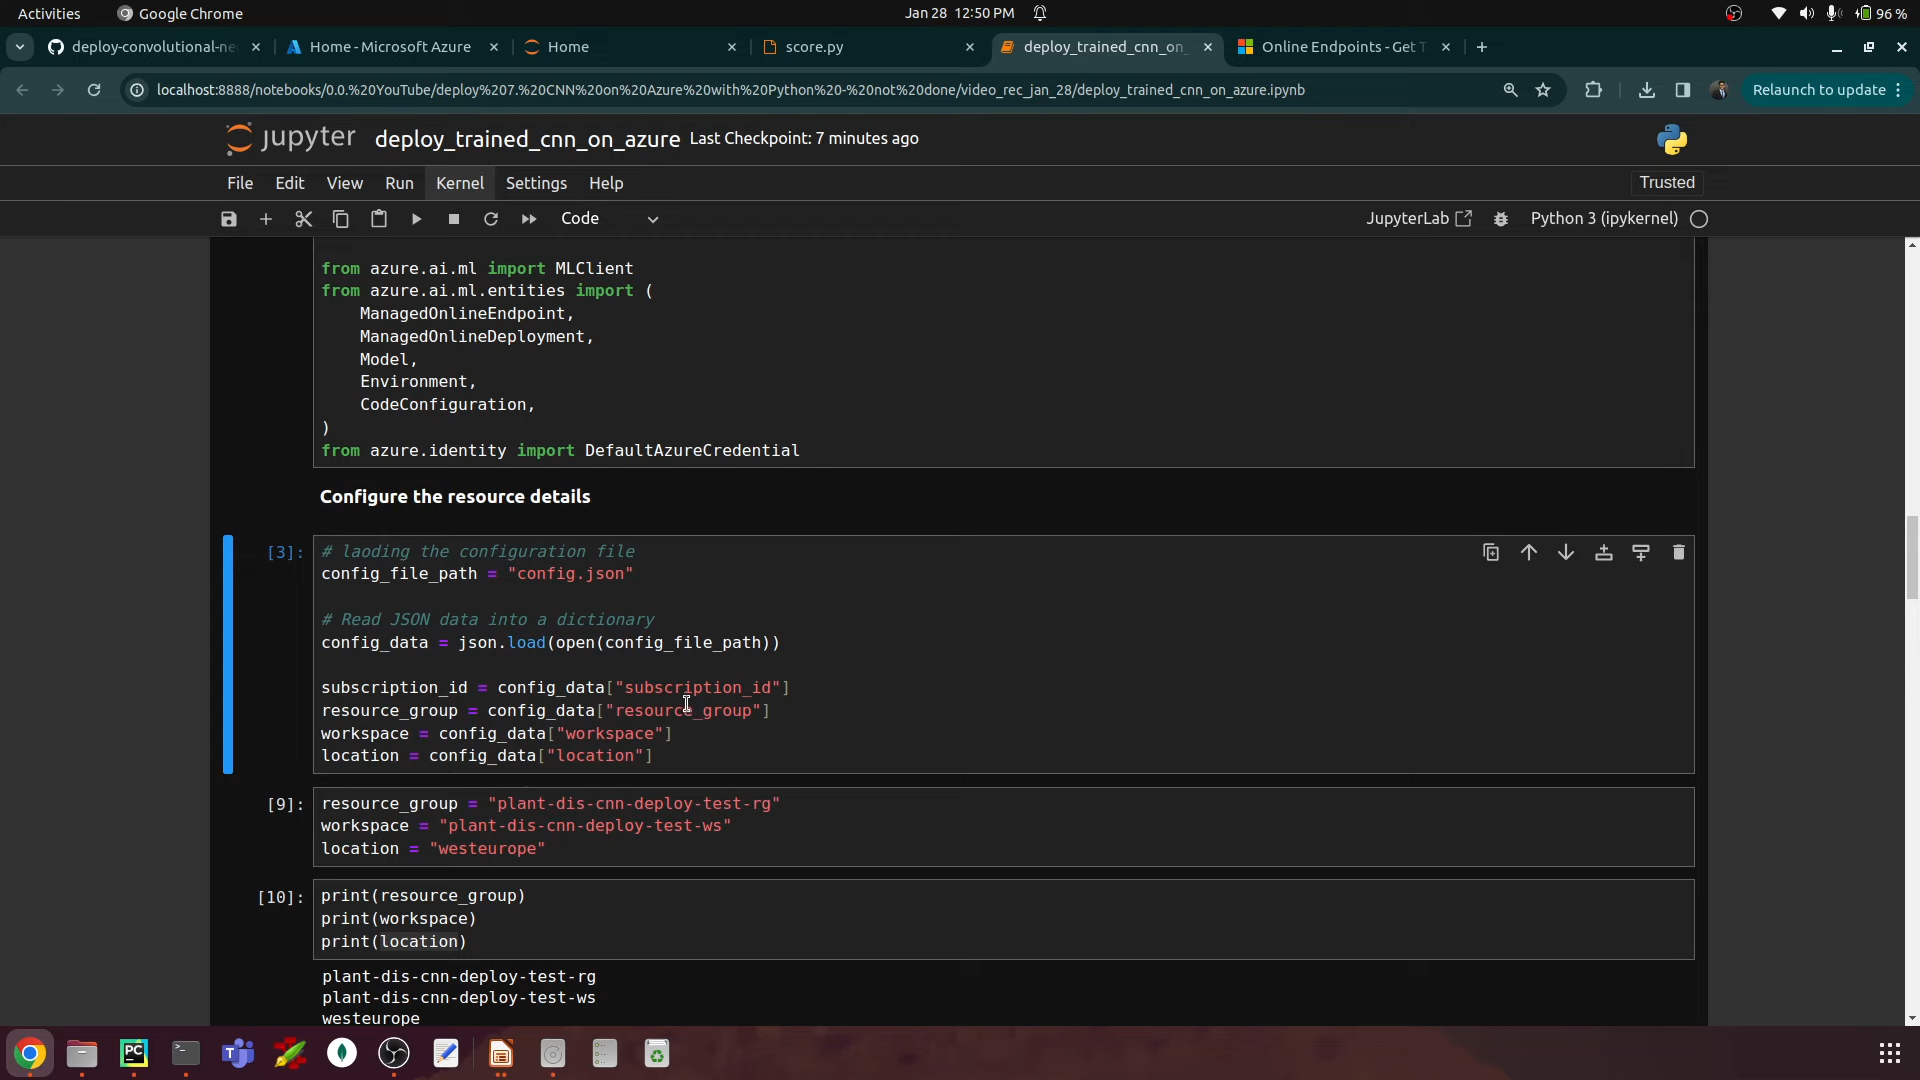 Activities
Google Chrome
Jan 28 12:50 PM
96 %
deploy-convolutional-ne
Home - Microsoft Azure
Home
score.py
deploy_trained_cnn_on_
Online Endpoints - Get T
localhost:8888/notebooks/0.0.%20YouTube/deploy%207.%20CNN%20on%20Azure%20with%20Python%20-%20not%20done/video_rec_jan_28/deploy_trained_cnn_on_azure.ipynb
Relaunch to update
jupyter
deploy_trained_cnn_on_azure
Last Checkpoint: 7 minutes ago
File
Edit
View
Run
Kernel
Settings
Help
Trusted
Code
JupyterLab
Python 3 (ipykernel)
from azure.ai.ml import MLClient
from azure.ai.ml.entities import (
    ManagedOnlineEndpoint,
    ManagedOnlineDeployment,
    Model,
    Environment,
    CodeConfiguration,
)
from azure.identity import DefaultAzureCredential
Configure the resource details
[3]:
# laoding the configuration file
config_file_path = "config.json"
# Read JSON data into a dictionary
config_data = json.load(open(config_file_path))
subscription_id = config_data["subscription_id"]
resource_group = config_data["resource_group"]
workspace = config_data["workspace"]
location = config_data["location"]
[9]:
resource_group = "plant-dis-cnn-deploy-test-rg"
workspace = "plant-dis-cnn-deploy-test-ws"
location = "westeurope"
[10]:
print(resource_group)
print(workspace)
print(location)
plant-dis-cnn-deploy-test-rg
plant-dis-cnn-deploy-test-ws
westeurope
PC